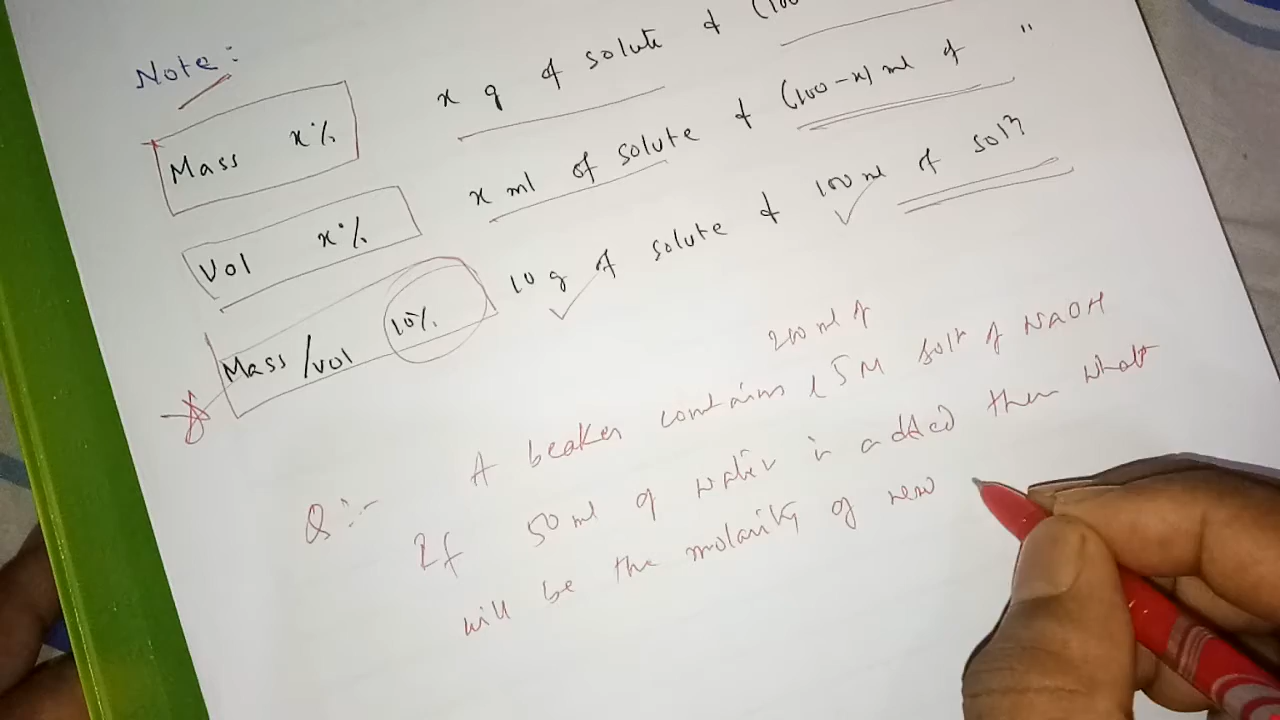 Note:
Mass x% x g of solute & (100
Vol x% x ml of solute & (100-x) ml of "
Mass/vol 10% 10 g of solute & 100 ml of soln
200 ml of
Q:- A beaker contains 5M soln of NaOH
If 50 ml of water is added then what
will be the molarity of new